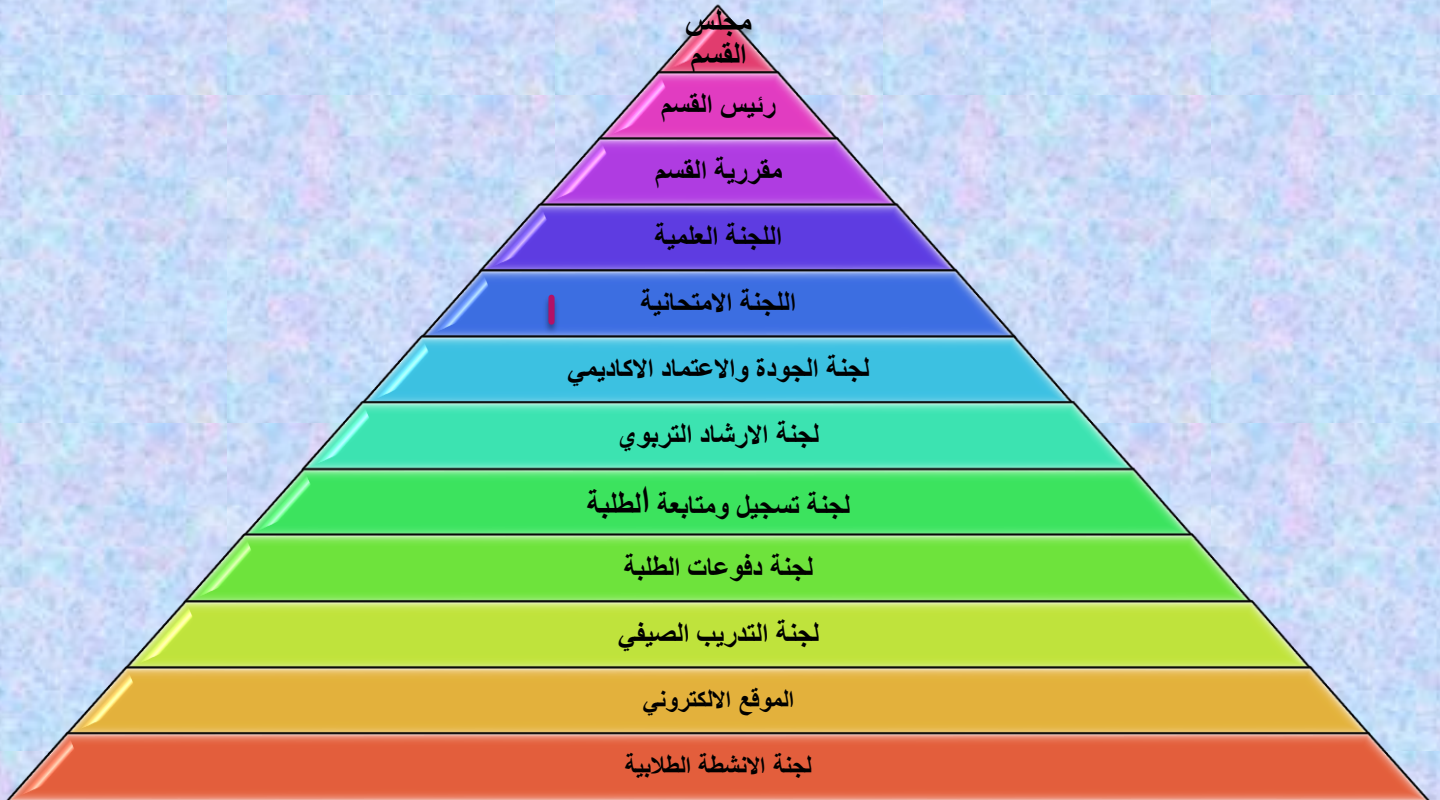 مجلس
القسم
رئيس القسم
مقررية القسم
اللجنة العلمية
اللجنة الامتحانية
لجنة الجودة والاعتماد الاكاديمي
لجنة الارشاد التربوي
لجنة تسجيل ومتابعة الطلبة
لجنة دفوعات الطلبة
لجنة التدريب الصيفي
الموقع الالكتروني
لجنة الانشطة الطلابية